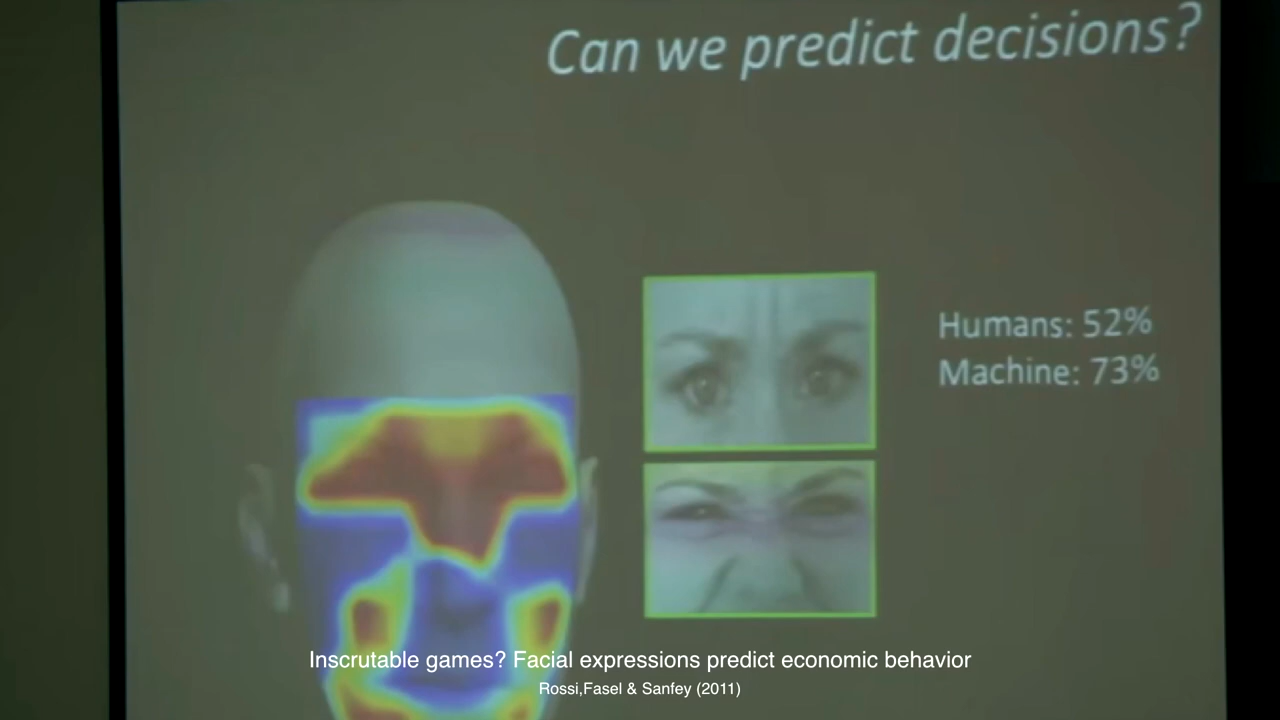 Can we predict decisions?
Humans: 52%
Machine: 73%
Inscrutable games? Facial expressions predict economic behavior
Rossi,Fasel & Sanfey (2011)